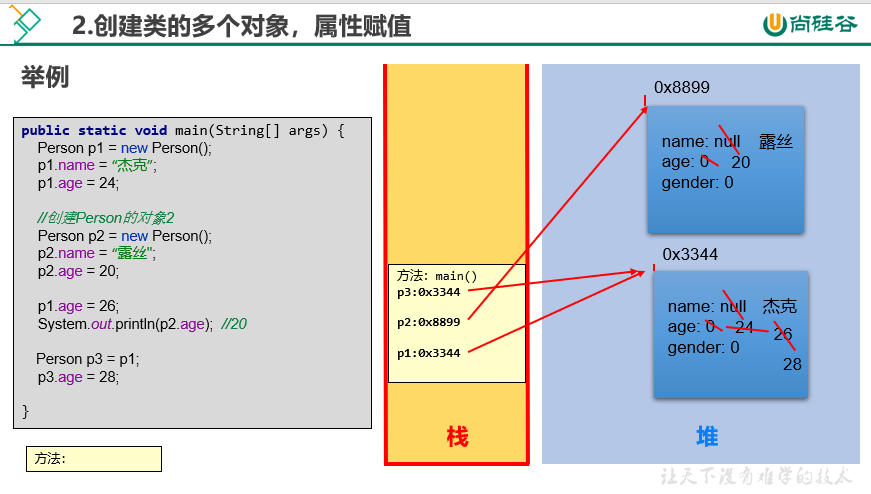 2.创建类的多个对象，属性赋值
尚硅谷
举例
public static void main(String[] args) {
Person p1 = new Person();
p1.name = “杰克”;
p1.age = 24;
//创建Person的对象2
Person p2 = new Person();
p2.name = “露丝";
p2.age = 20;
p1.age = 26;
System.out.println(p2.age); //20
Person p3 = p1;
p3.age = 28;
}
方法：
方法：main()
p3:0x3344
p2:0x8899
p1:0x3344
栈
0x8899
name: null 露丝
age: 0 20
gender: 0
0x3344
name: null 杰克
age: 0 24 26
gender: 0
28
堆
让天下没有难学的技术